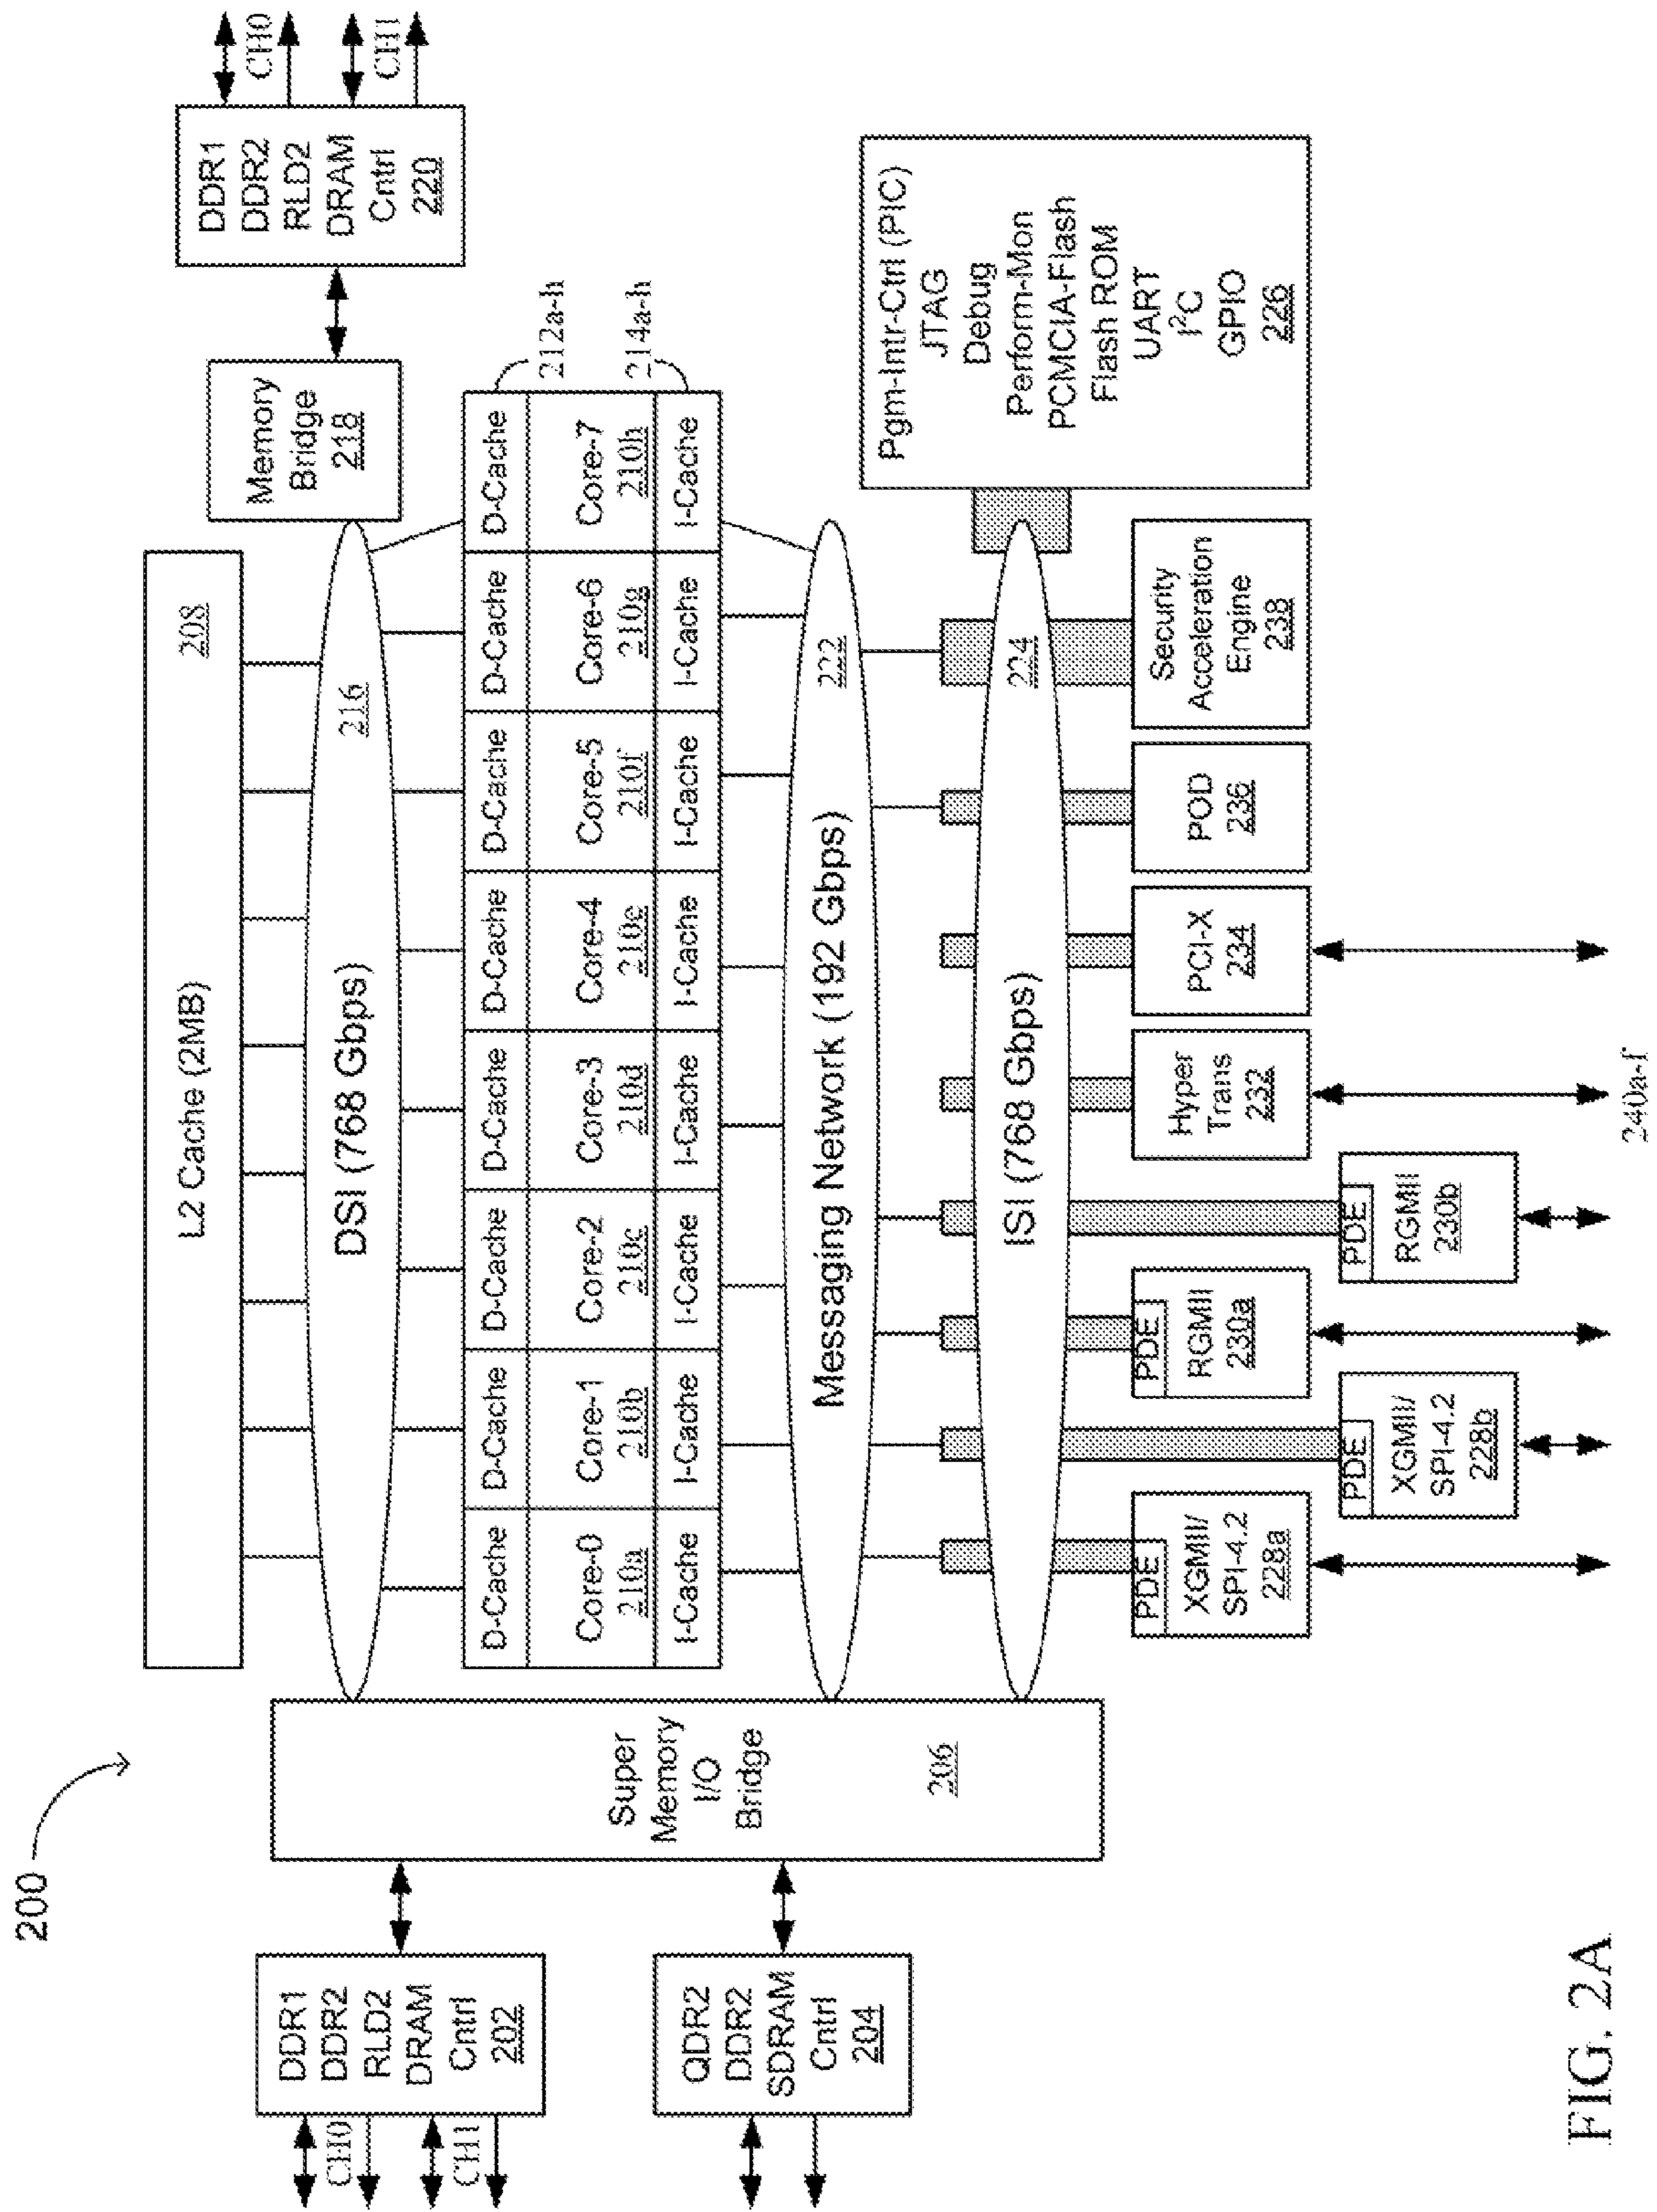 200
L2 Cache (2MB)
208
DSI (768 Gbps)
216
DDR1
DDR2
RLD2
DRAM
Cntrl
202
CH0
CH1
QDR2
DDR2
SDRAM
Cntrl
204
Super
Memory
I/O
Bridge
206
Memory
Bridge
218
DDR1
DDR2
RLD2
DRAM
Cntrl
220
CH0
CH1
D-Cache D-Cache D-Cache D-Cache D-Cache D-Cache D-Cache D-Cache
212a-h
Core-0 Core-1 Core-2 Core-3 Core-4 Core-5 Core-6 Core-7
210a 210b 210c 210d 210e 210f 210g 210h
I-Cache I-Cache I-Cache I-Cache I-Cache I-Cache I-Cache I-Cache
214a-h
Messaging Network (192 Gbps)
222
ISI (768 Gbps)
224
Pgm-Intr-Ctrl (PIC)
JTAG
Debug
Perform-Mon
PCMCIA-Flash
Flash ROM
UART
I²C
GPIO
226
PDE
XGMII/
SPI-4.2
228a
PDE
XGMII/
SPI-4.2
228b
PDE
RGMII
230a
PDE
RGMII
230b
Hyper
Trans
232
PCI-X
234
POD
236
Security
Acceleration
Engine
238
240a-f
FIG. 2A